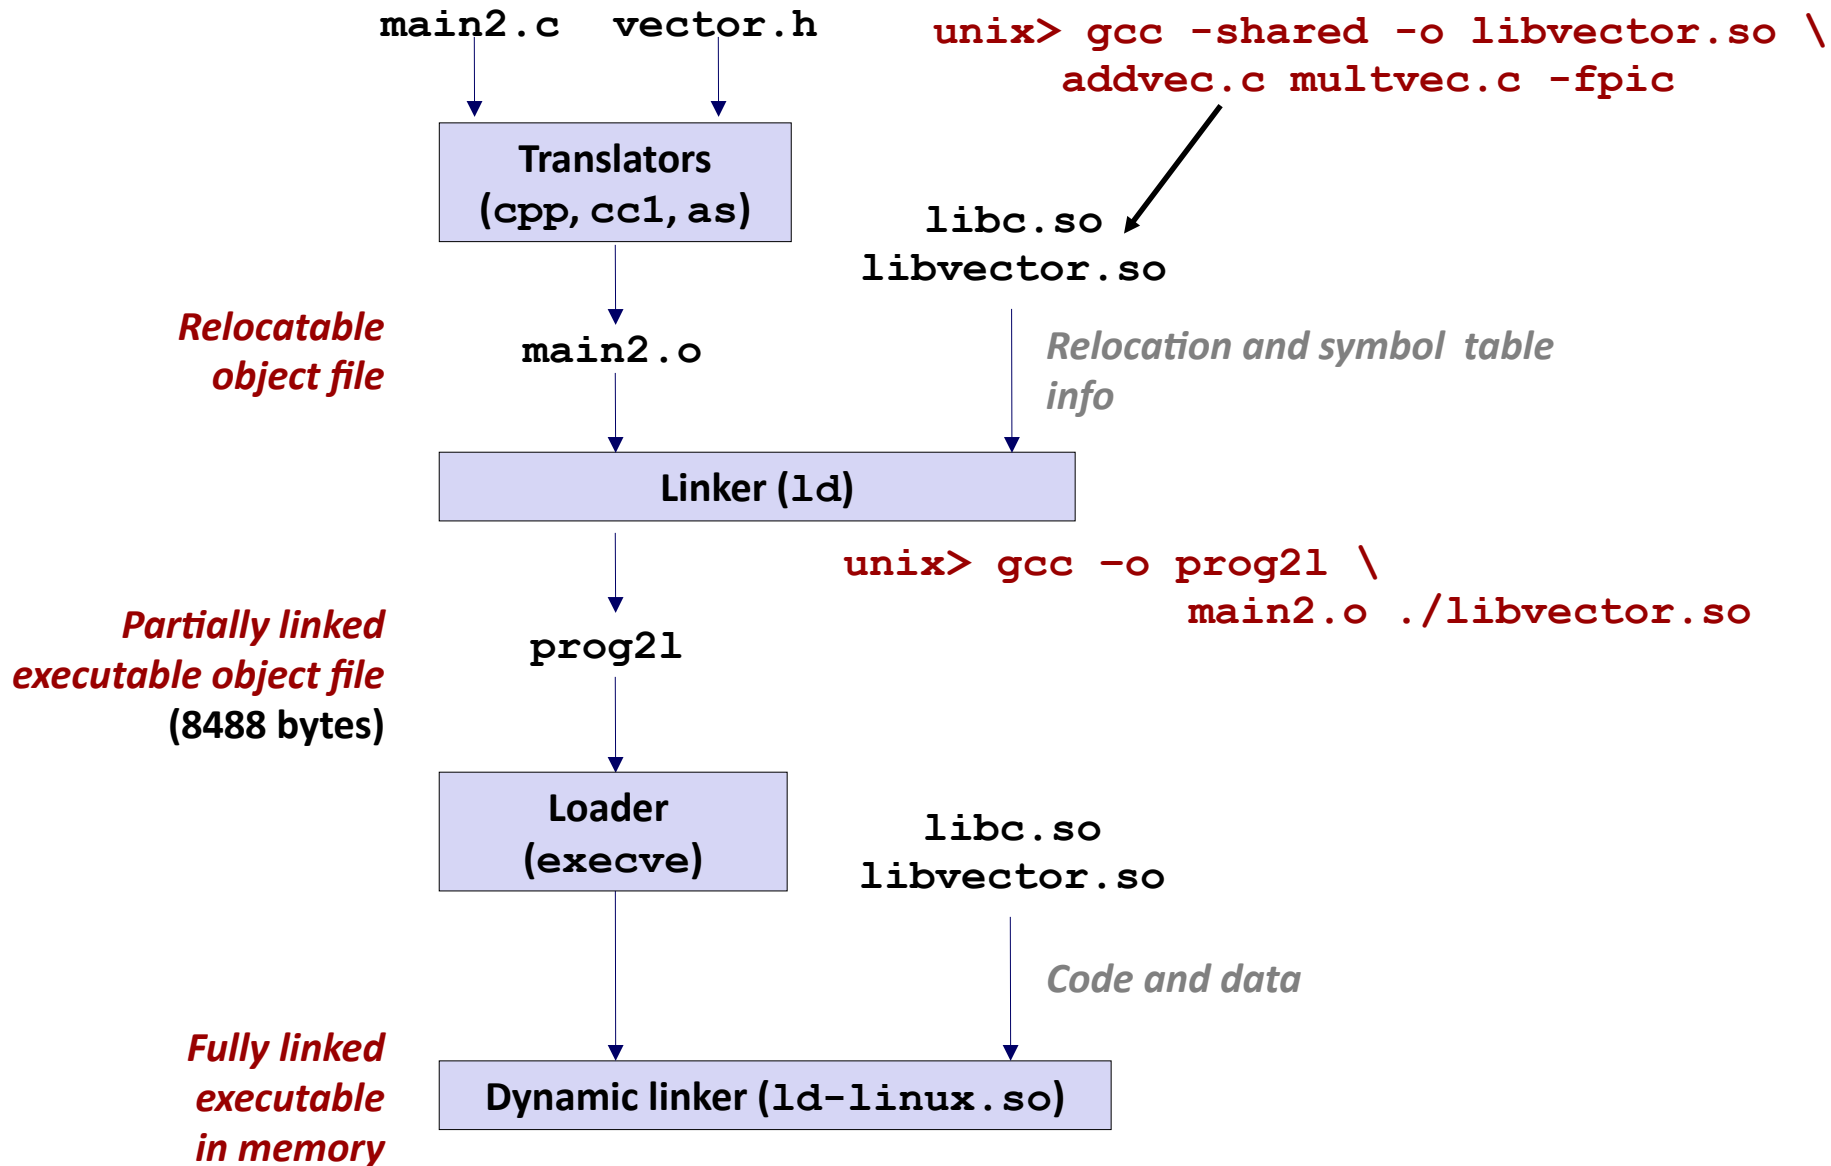 main2.c vector.h
unix> gcc -shared -o libvector.so \
addvec.c multvec.c -fpic
Translators
(cpp, cc1, as)
libc.so
libvector.so
Relocatable
object file
main2.o
Relocation and symbol table
info
Linker (ld)
unix> gcc –o prog2l \
main2.o ./libvector.so
Partially linked
executable object file
(8488 bytes)
prog2l
Loader
(execve)
libc.so
libvector.so
Code and data
Fully linked
executable
in memory
Dynamic linker (ld-linux.so)